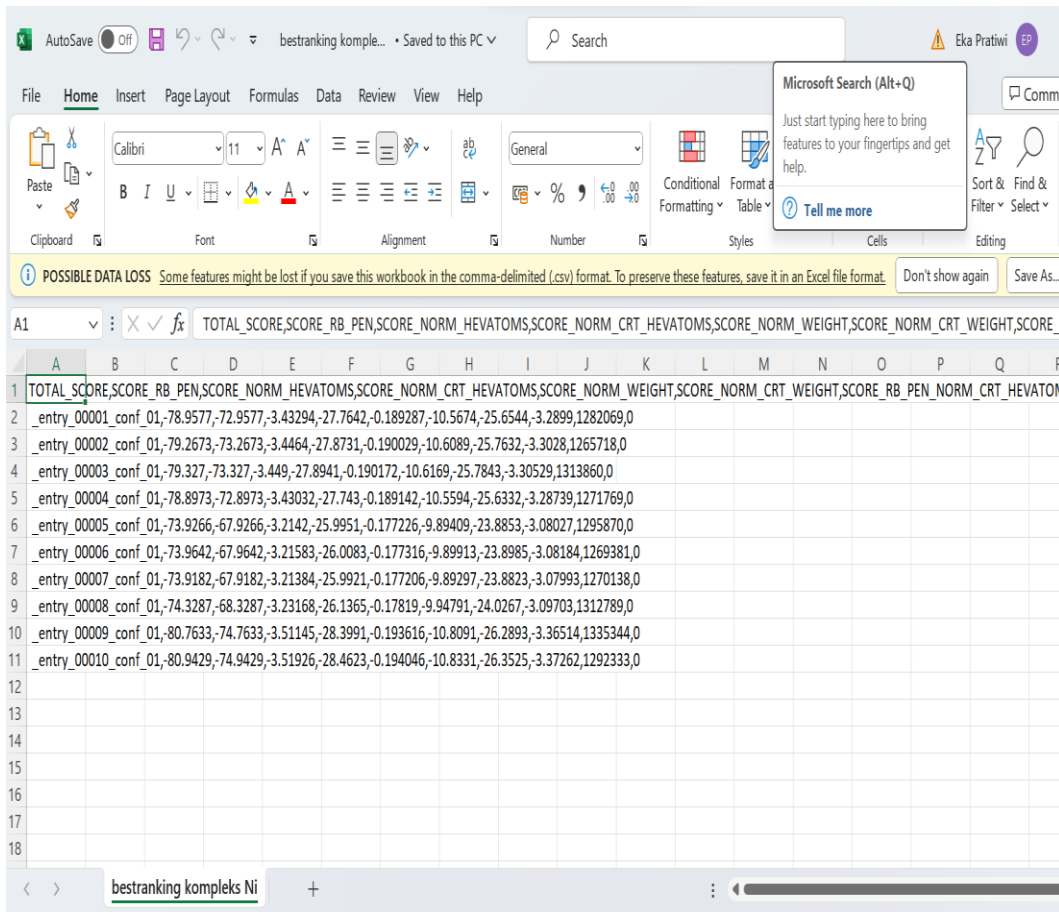 AutoSave Off bestranking komple... • Saved to this PC Search Eka Pratiwi EP
File Home Insert Page Layout Formulas Data Review View Help Comm
Microsoft Search (Alt+Q)
Just start typing here to bring
features to your fingertips and get
help.
Tell me more
Paste
Calibri 11
B I U
General
Conditional
Formatting
Format a
Table
Sort &
Filter
Find &
Select
Clipboard Font Alignment Number Styles Cells Editing
POSSIBLE DATA LOSS Some features might be lost if you save this workbook in the comma-delimited (.csv) format. To preserve these features, save it in an Excel file format. Don't show again Save As...
A1 fx TOTAL_SCORE,SCORE_RB_PEN,SCORE_NORM_HEVATOMS,SCORE_NORM_CRT_HEVATOMS,SCORE_NORM_WEIGHT,SCORE_NORM_CRT_WEIGHT,SCORE_
A B C D E F G H I J K L M N O P Q
1 TOTAL_SCORE,SCORE_RB_PEN,SCORE_NORM_HEVATOMS,SCORE_NORM_CRT_HEVATOMS,SCORE_NORM_WEIGHT,SCORE_NORM_CRT_WEIGHT,SCORE_RB_PEN_NORM_CRT_HEVATOM
2 _entry_00001_conf_01,-78.9577,-72.9577,-3.43294,-27.7642,-0.189287,-10.5674,-25.6544,-3.2899,1282069,0
3 _entry_00002_conf_01,-79.2673,-73.2673,-3.4464,-27.8731,-0.190029,-10.6089,-25.7632,-3.3028,1265718,0
4 _entry_00003_conf_01,-79.327,-73.327,-3.449,-27.8941,-0.190172,-10.6169,-25.7843,-3.30529,1313860,0
5 _entry_00004_conf_01,-78.8973,-72.8973,-3.43032,-27.743,-0.189142,-10.5594,-25.6332,-3.28739,1271769,0
6 _entry_00005_conf_01,-73.9266,-67.9266,-3.2142,-25.9951,-0.177226,-9.89409,-23.8853,-3.08027,1295870,0
7 _entry_00006_conf_01,-73.9642,-67.9642,-3.21583,-26.0083,-0.177316,-9.89913,-23.8985,-3.08184,1269381,0
8 _entry_00007_conf_01,-73.9182,-67.9182,-3.21384,-25.9921,-0.177206,-9.89297,-23.8823,-3.07993,1270138,0
9 _entry_00008_conf_01,-74.3287,-68.3287,-3.23168,-26.1365,-0.17819,-9.94791,-24.0267,-3.09703,1312789,0
10 _entry_00009_conf_01,-80.7633,-74.7633,-3.51145,-28.3991,-0.193616,-10.8091,-26.2893,-3.36514,1335344,0
11 _entry_00010_conf_01,-80.9429,-74.9429,-3.51926,-28.4623,-0.194046,-10.8331,-26.3525,-3.37262,1292333,0
12
13
14
15
16
17
18
bestranking kompleks Ni